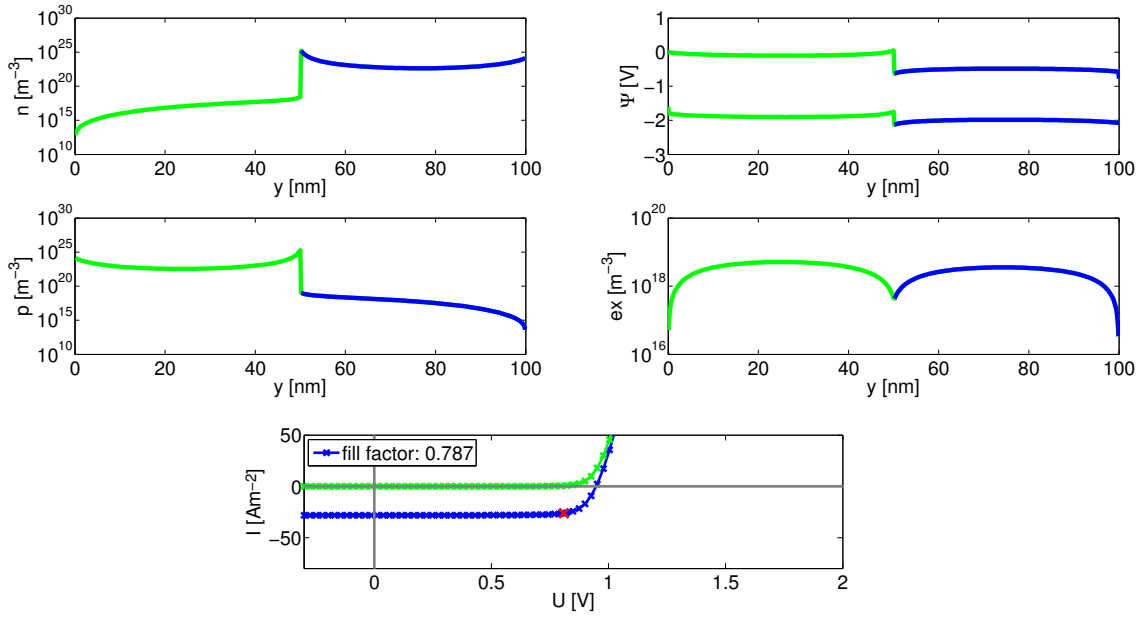 10^30
10^25
10^20
10^15
10^10
n [m^−3]
0 20 40 60 80 100
y [nm]
1
0
−1
−2
−3
Ψ [V]
0 20 40 60 80 100
y [nm]
10^30
10^25
10^20
10^15
10^10
p [m^−3]
0 20 40 60 80 100
y [nm]
10^20
10^18
10^16
ex [m^−3]
0 20 40 60 80 100
y [nm]
50
0
−50
I [Am−2]
fill factor: 0.787
0 0.5 1 1.5 2
U [V]